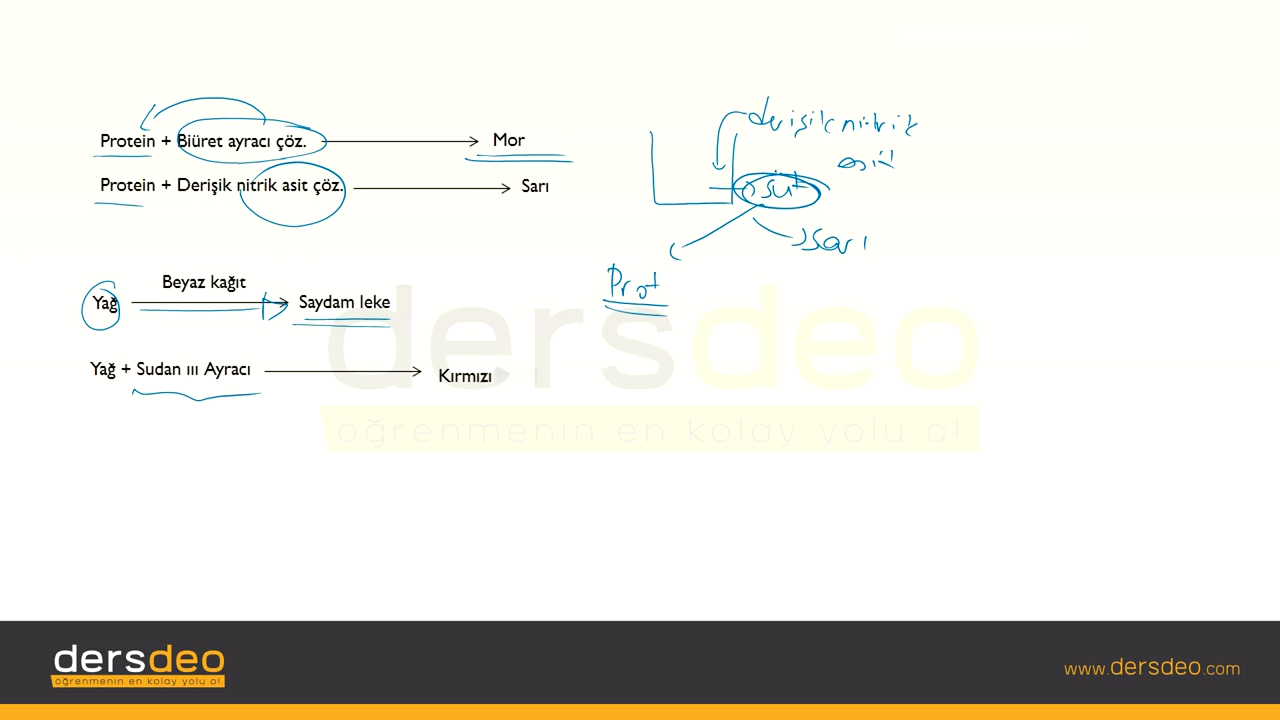 Protein + Biüret ayracı çöz. Mor
Protein + Derişik nitrik asit çöz. Sarı
Beyaz kağıt
Yağ Saydam leke
Yağ + Sudan ııı Ayracı Kırmızı
derişik nitrik
asit
süt
Sarı
Prot
dersdeo
öğrenmenin en kolay yolu o!
dersdeo
öğrenmenin en kolay yolu o!
www.dersdeo.com